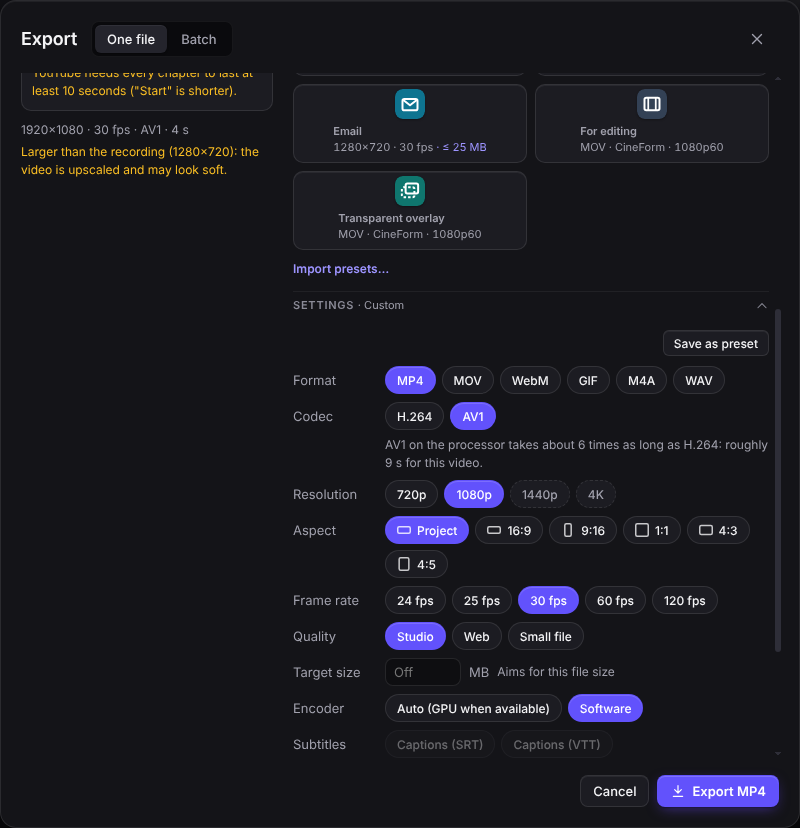 Export
One file
Batch
YouTube needs every chapter to last at
least 10 seconds ("Start" is shorter).
1920×1080 · 30 fps · AV1 · 4 s
Larger than the recording (1280×720): the
video is upscaled and may look soft.
Email
1280×720 · 30 fps · ≤ 25 MB
For editing
MOV · CineForm · 1080p60
Transparent overlay
MOV · CineForm · 1080p60
Import presets...
SETTINGS · Custom
Save as preset
Format
MP4
MOV
WebM
GIF
M4A
WAV
Codec
H.264
AV1
AV1 on the processor takes about 6 times as long as H.264: roughly
9 s for this video.
Resolution
720p
1080p
1440p
4K
Aspect
Project
16:9
9:16
1:1
4:3
4:5
Frame rate
24 fps
25 fps
30 fps
60 fps
120 fps
Quality
Studio
Web
Small file
Target size
Off
MB
Aims for this file size
Encoder
Auto (GPU when available)
Software
Subtitles
Captions (SRT)
Captions (VTT)
Cancel
Export MP4